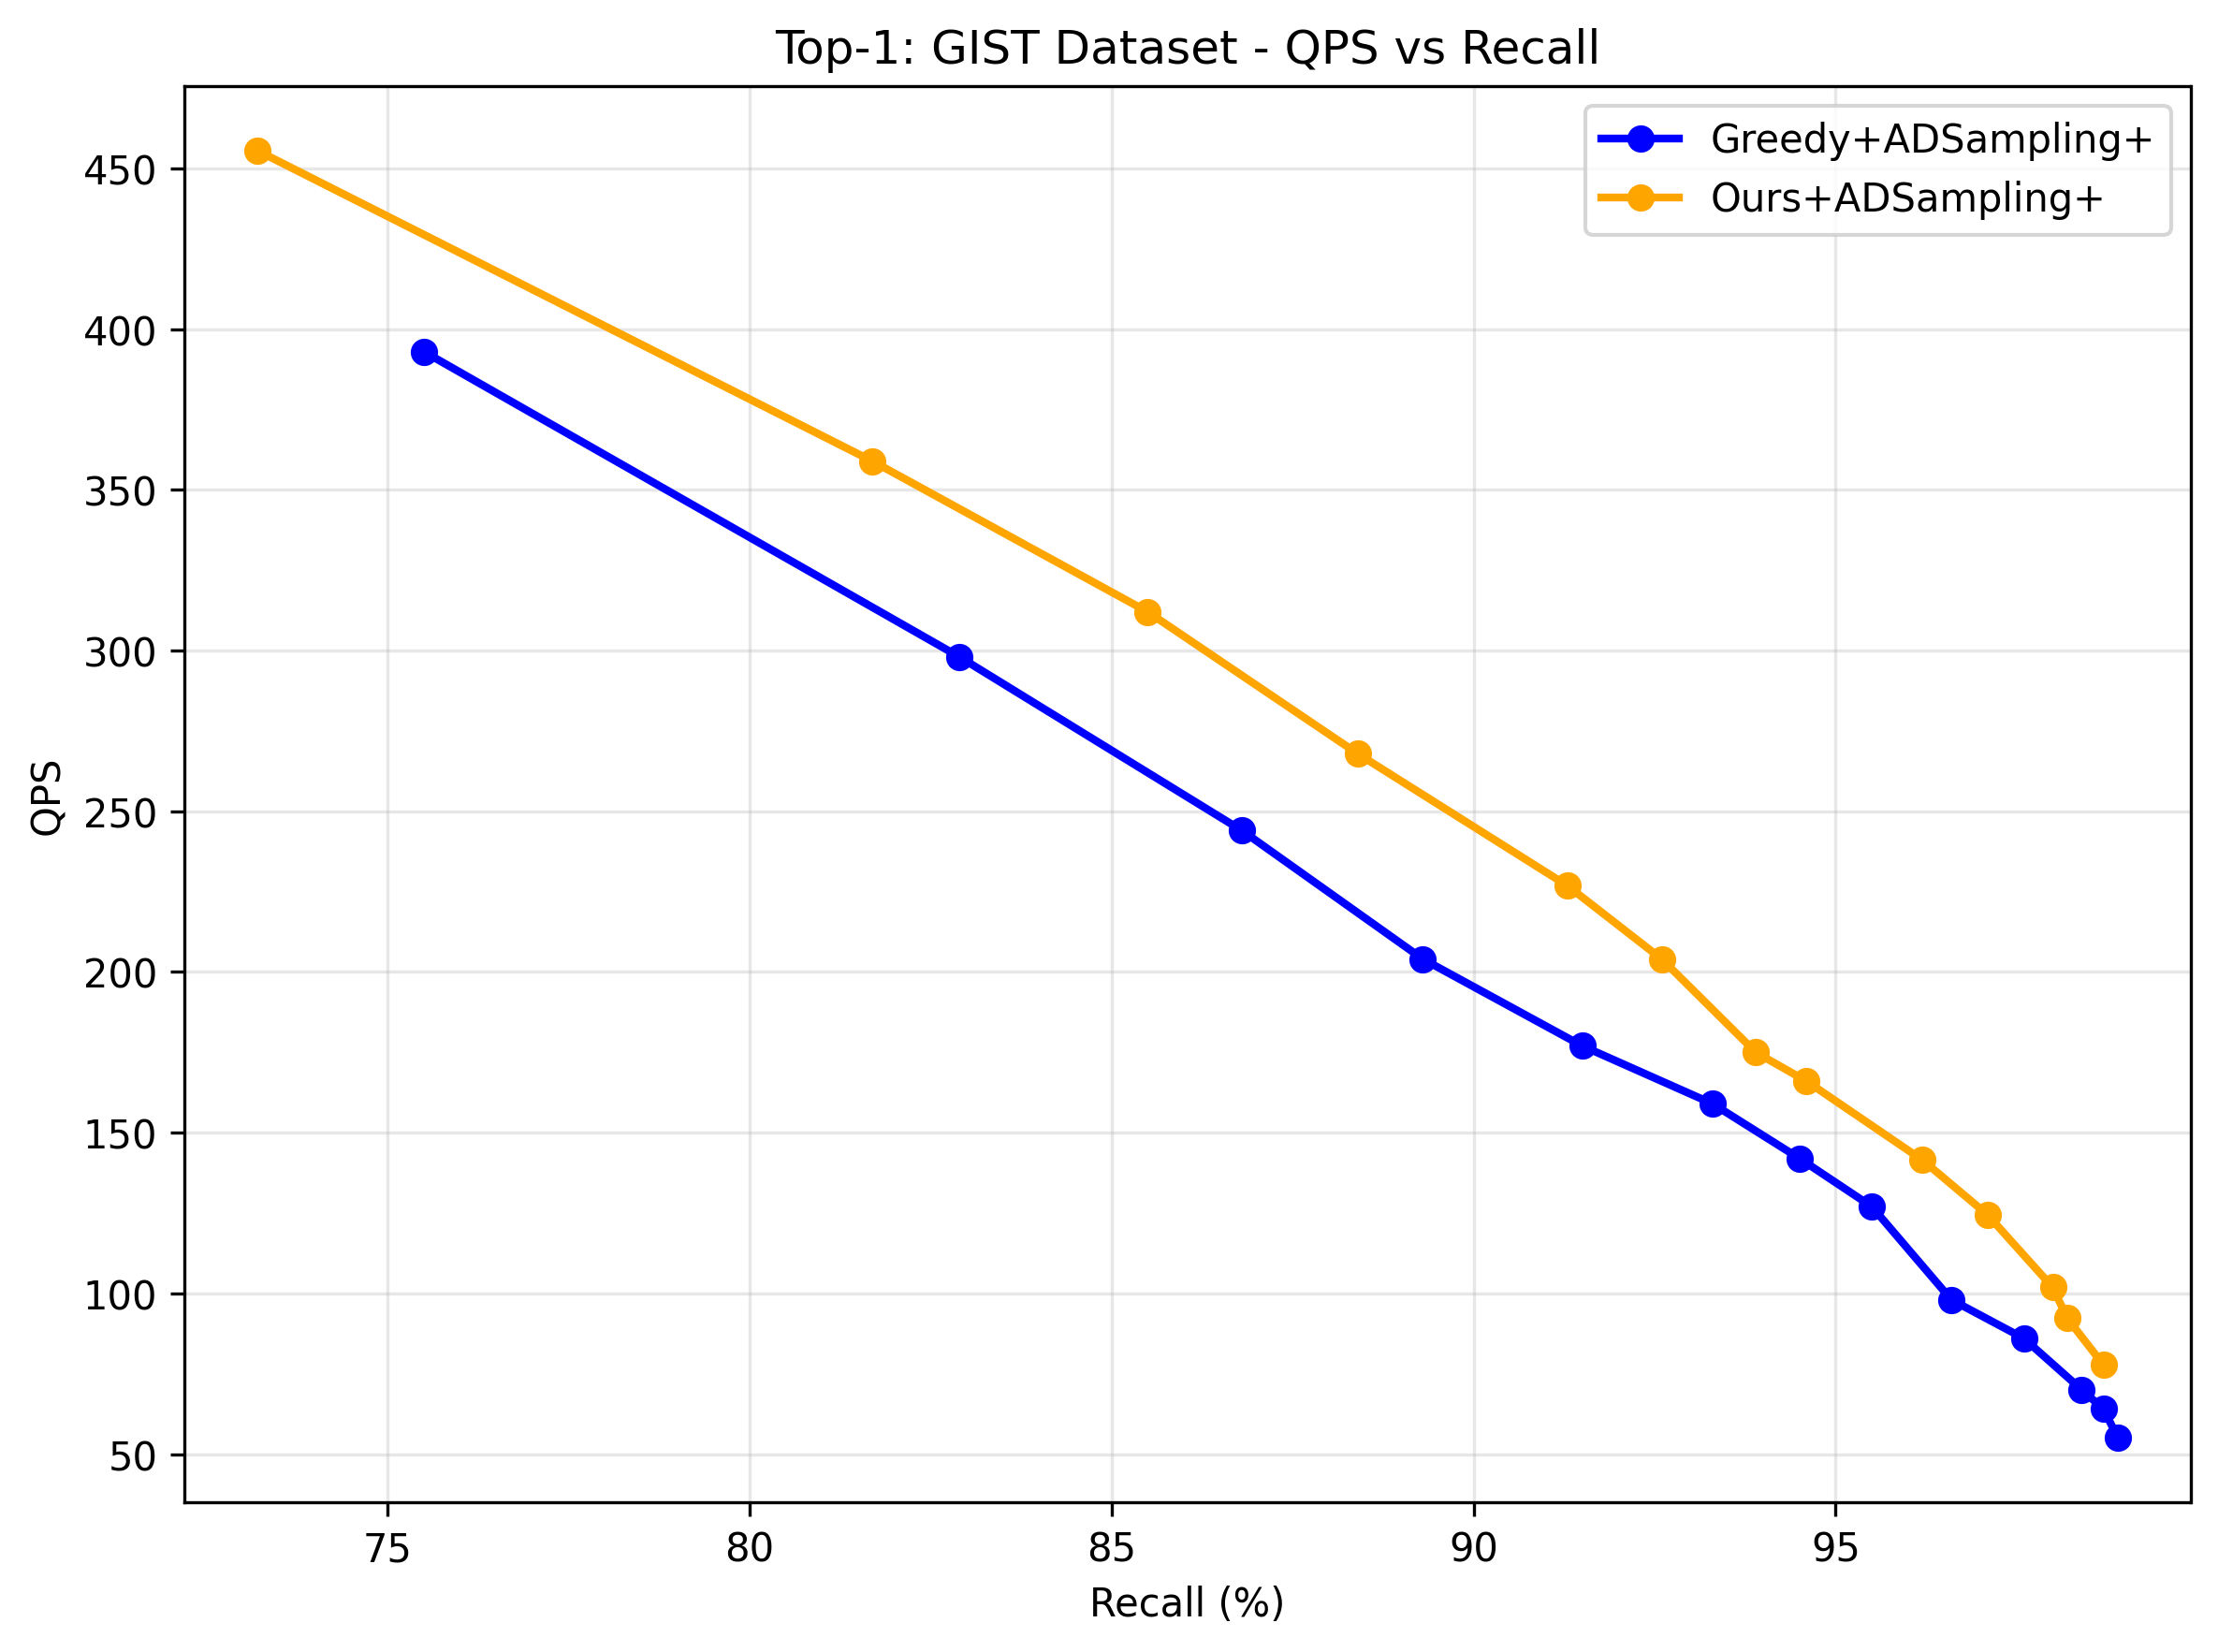 Top-1: GIST Dataset - QPS vs Recall
Greedy+ADSampling+
Ours+ADSampling+
450
400
350
300
250
200
150
100
50
QPS
75 80 85 90 95
Recall (%)